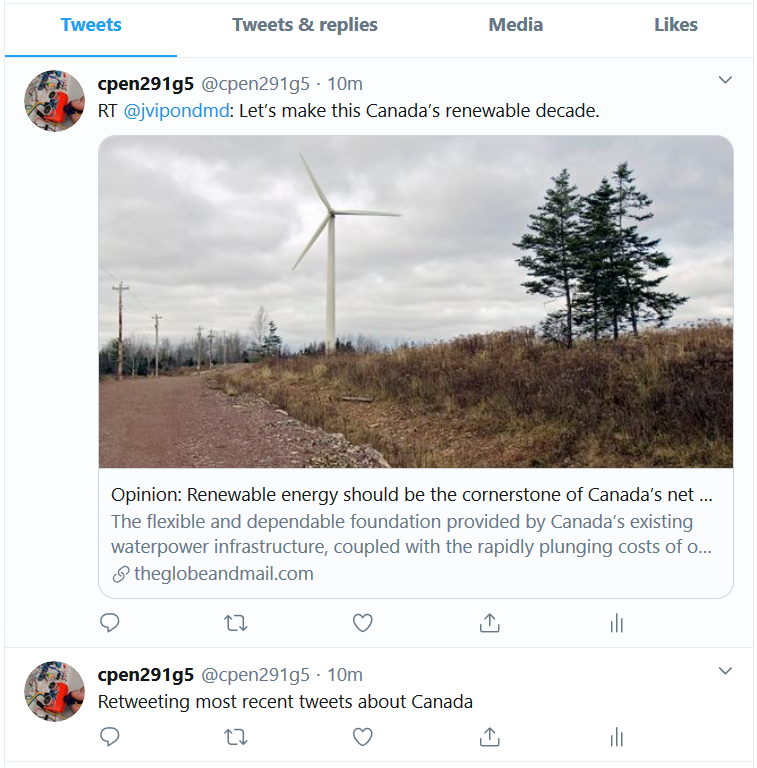 Tweets Tweets & replies Media Likes
cpen291g5 @cpen291g5 · 10m
RT @jvipondmd: Let's make this Canada's renewable decade.
Opinion: Renewable energy should be the cornerstone of Canada's net ...
The flexible and dependable foundation provided by Canada's existing
waterpower infrastructure, coupled with the rapidly plunging costs of o...
theglobeandmail.com
cpen291g5 @cpen291g5 · 10m
Retweeting most recent tweets about Canada